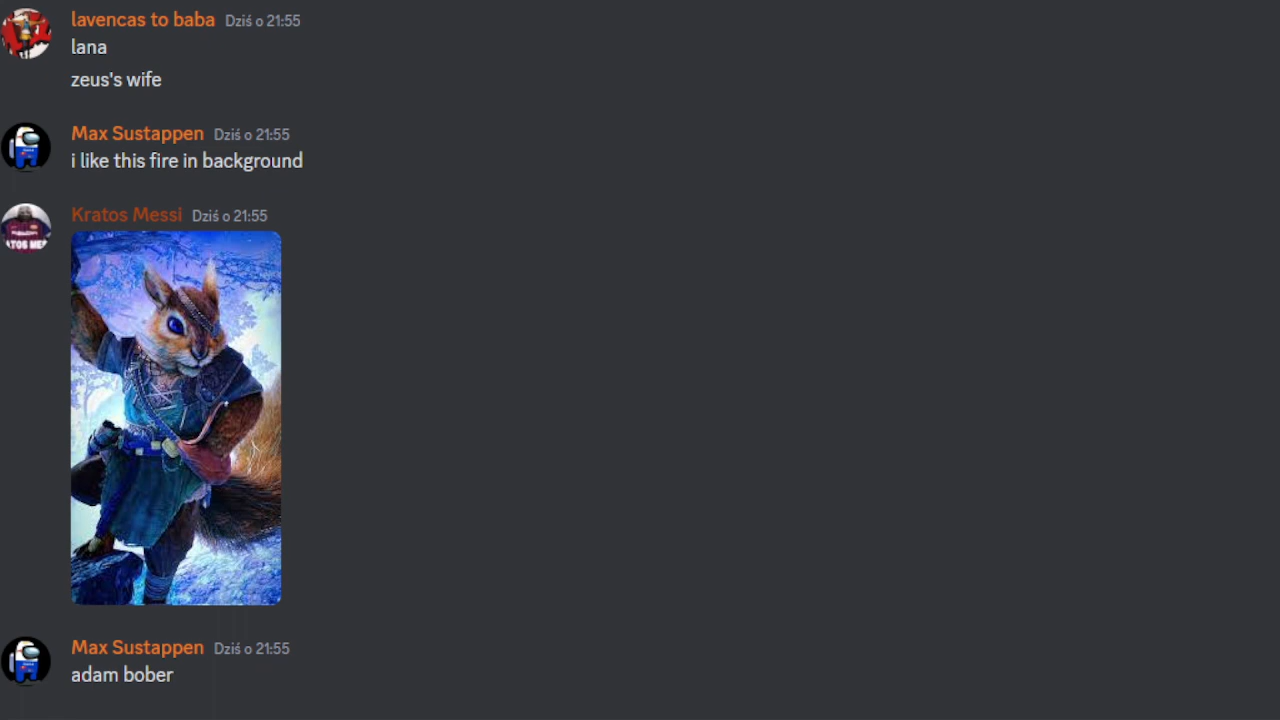 lavencas to baba Dziś o 21:55
lana
zeus's wife
Max Sustappen Dziś o 21:55
i like this fire in background
Kratos Messi Dziś o 21:55
Max Sustappen Dziś o 21:55
adam bober